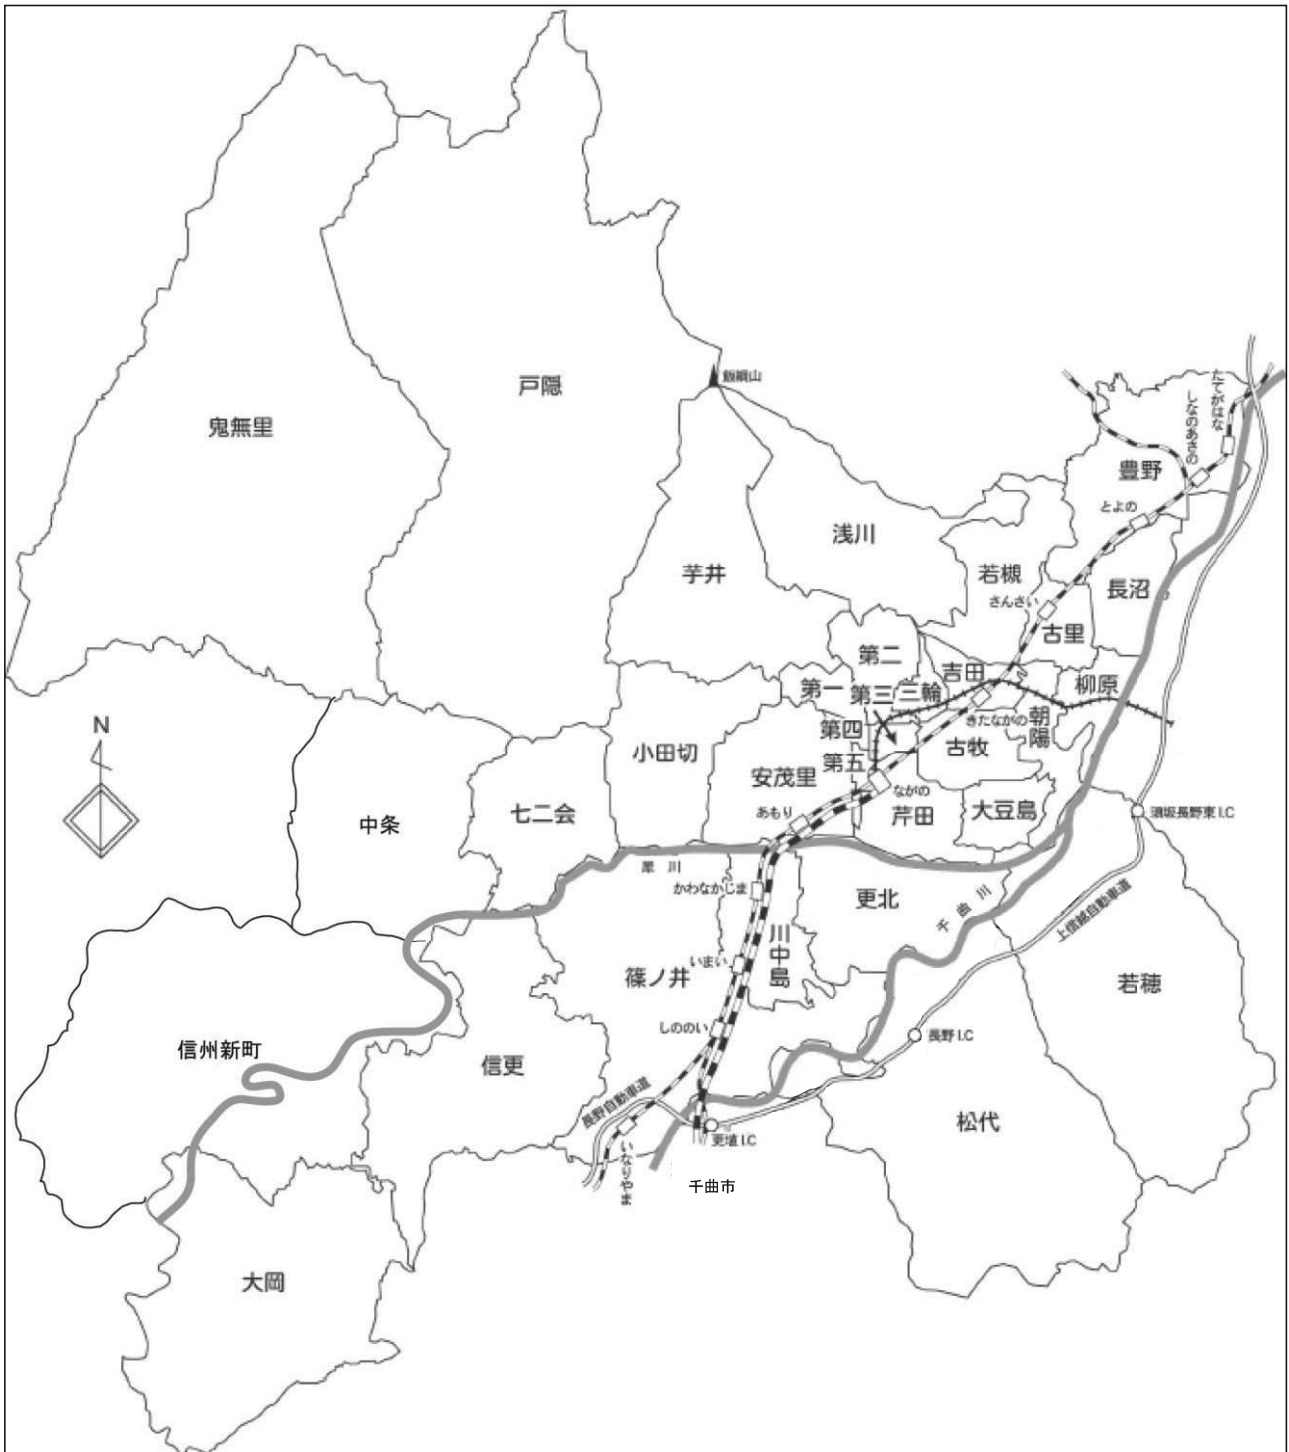 飯縄山
たてがはな
しなのあさの
戸隠
鬼無里
豊野
とよの
浅川
芋井
若槻
長沼
さんさい
古里
第二
吉田
柳原
第一
第三
三輪
N
きたながの
朝陽
第四
古牧
小田切
第五
安茂里
ながの
七二会
中条
あもり
芹田
大豆島
須坂長野東I.C
犀川
かわなかじま
更北
千曲川
上信越自動車道
川中島
いまい
篠ノ井
若穂
しののい
長野I.C
信州新町
信更
長野自動車道
松代
更埴I.C
いなりやま
千曲市
大岡